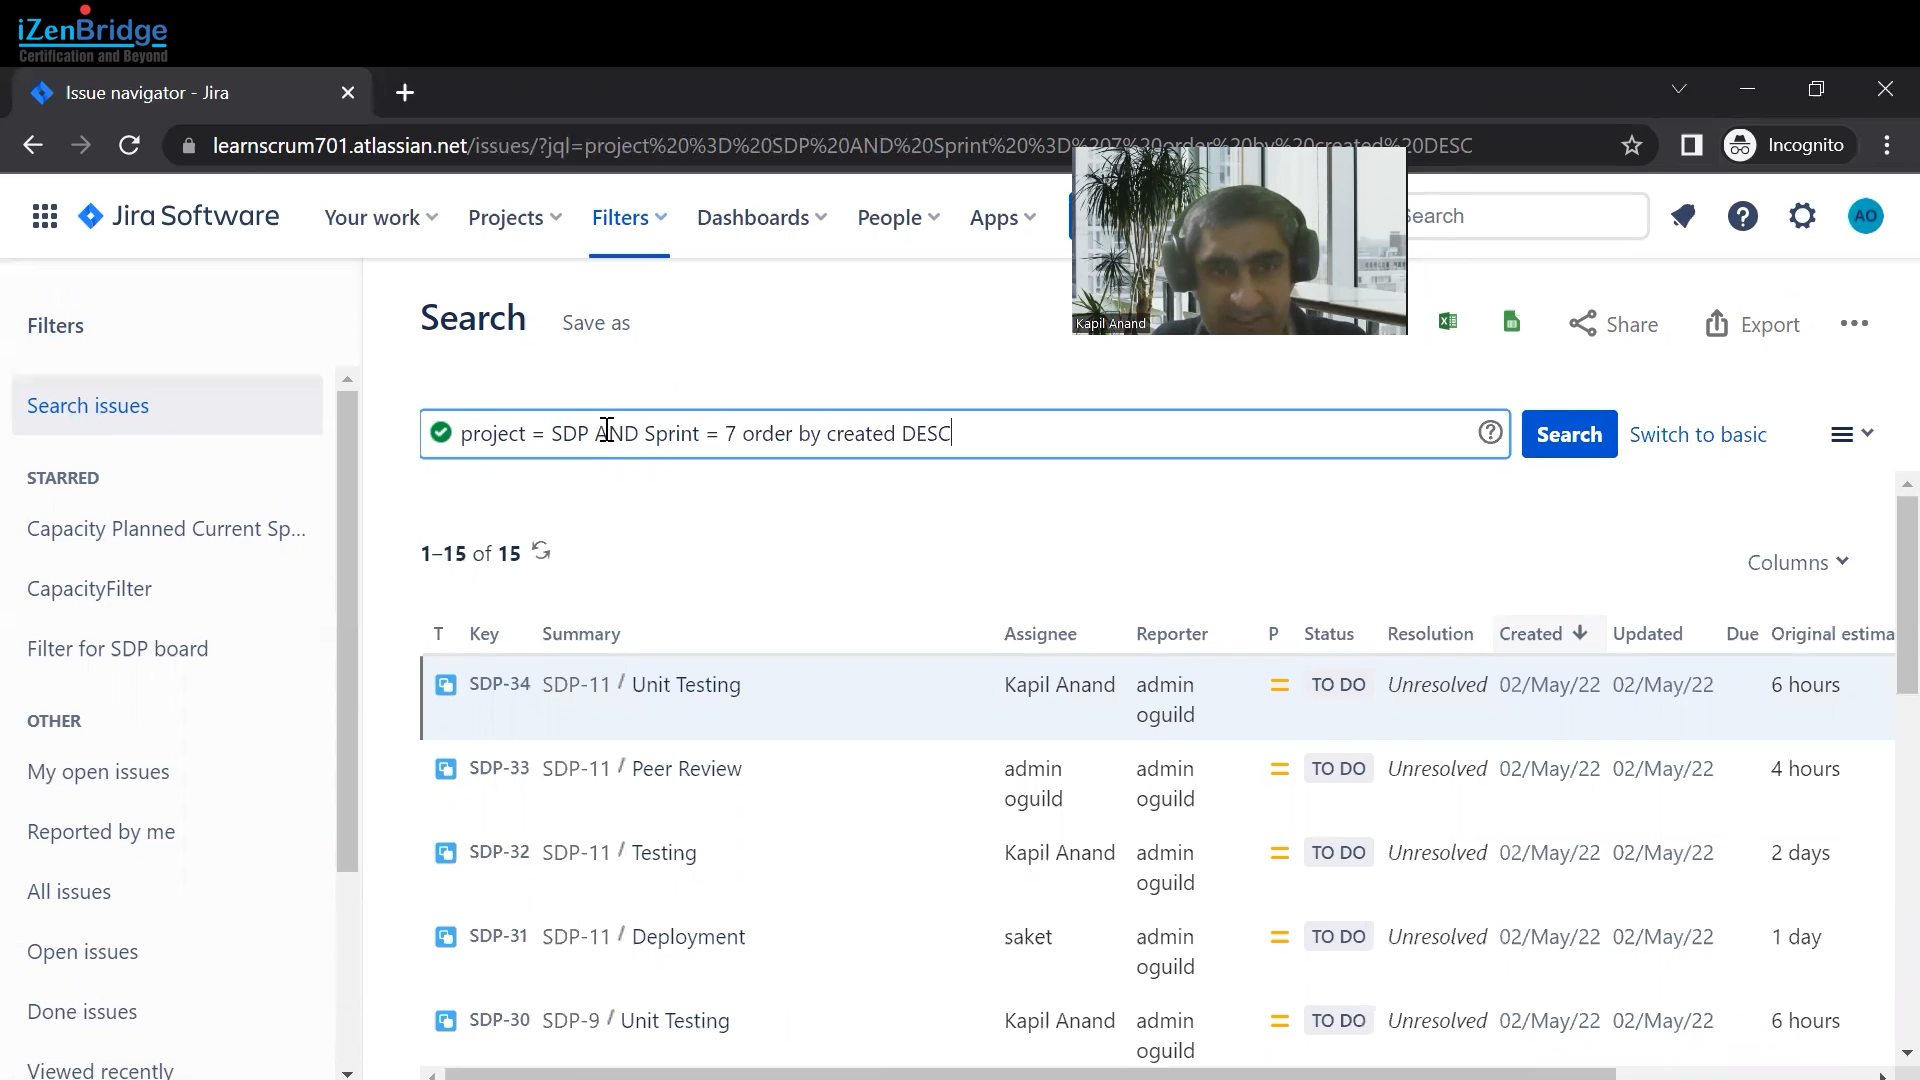 iZenBridge
Certification and Beyond
Issue navigator - Jira
learnscrum701.atlassian.net/issues/?jql=project%20%3D%20SDP%20AND%20Sprint%20%3D%207%20order%20by%20created%20DESC
Incognito
Jira Software
Your work
Projects
Filters
Dashboards
People
Apps
Search
AO
Kapil Anand
Filters
Search
Save as
Share
Export
Search issues
project = SDP AND Sprint = 7 order by created DESC
Search
Switch to basic
STARRED
Capacity Planned Current Sp...
CapacityFilter
Filter for SDP board
OTHER
My open issues
Reported by me
All issues
Open issues
Done issues
Viewed recently
1–15 of 15
Columns
T Key Summary Assignee Reporter P Status Resolution Created Updated Due Original estima
SDP-34 SDP-11 / Unit Testing Kapil Anand admin oguild TO DO Unresolved 02/May/22 02/May/22 6 hours
SDP-33 SDP-11 / Peer Review admin oguild admin oguild TO DO Unresolved 02/May/22 02/May/22 4 hours
SDP-32 SDP-11 / Testing Kapil Anand admin oguild TO DO Unresolved 02/May/22 02/May/22 2 days
SDP-31 SDP-11 / Deployment saket admin oguild TO DO Unresolved 02/May/22 02/May/22 1 day
SDP-30 SDP-9 / Unit Testing Kapil Anand admin oguild TO DO Unresolved 02/May/22 02/May/22 6 hours